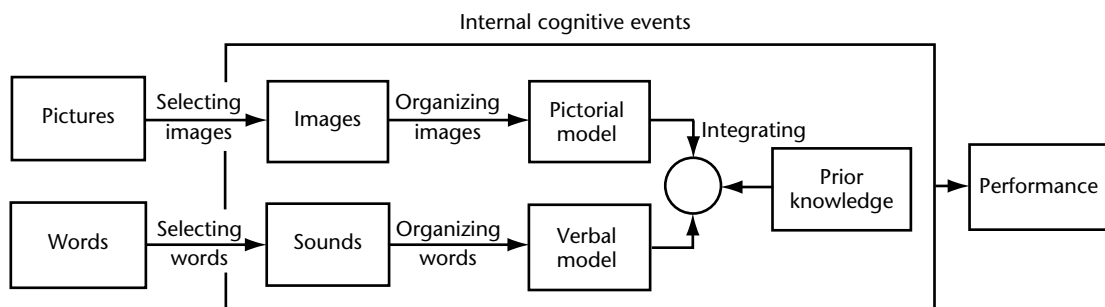 Internal cognitive events
Pictures
Selecting
images
Images
Organizing
images
Pictorial
model
Integrating
Prior
knowledge
Performance
Words
Selecting
words
Sounds
Organizing
words
Verbal
model